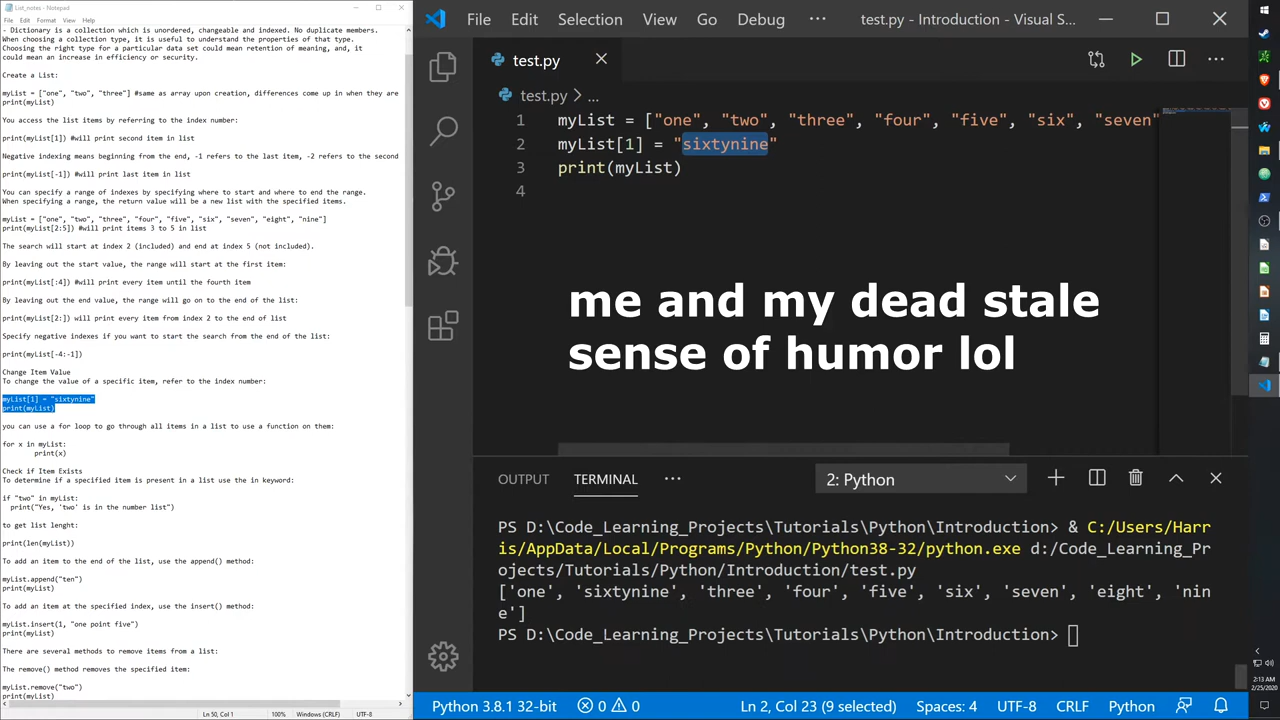 List_notes - Notepad
File Edit Format View Help
- Dictionary is a collection which is unordered, changeable and indexed. No duplicate members.
When choosing a collection type, it is useful to understand the properties of that type.
Choosing the right type for a particular data set could mean retention of meaning, and, it
could mean an increase in efficiency or security.
Create a List:
myList = ["one", "two", "three"] #same as array upon creation, differences come up in when they are
print(myList)
You access the list items by referring to the index number:
print(myList[1]) #will print second item in list
Negative indexing means beginning from the end, -1 refers to the last item, -2 refers to the second
print(myList[-1]) #will print last item in list
You can specify a range of indexes by specifying where to start and where to end the range.
When specifying a range, the return value will be a new list with the specified items.
myList = ["one", "two", "three", "four", "five", "six", "seven", "eight", "nine"]
print(myList[2:5]) #will print items 3 to 5 in list
The search will start at index 2 (included) and end at index 5 (not included).
By leaving out the start value, the range will start at the first item:
print(myList[:4]) #will print every item until the fourth item
By leaving out the end value, the range will go on to the end of the list:
print(myList[2:]) will print every item from index 2 to the end of list
Specify negative indexes if you want to start the search from the end of the list:
print(myList[-4:-1])
Change Item Value
To change the value of a specific item, refer to the index number:
myList[1] = "sixtynine"
print(myList)
you can use a for loop to go through all items in a list to use a function on them:
for x in myList:
print(x)
Check if Item Exists
To determine if a specified item is present in a list use the in keyword:
if "two" in myList:
print("Yes, 'two' is in the number list")
to get list lenght:
print(len(myList))
To add an item to the end of the list, use the append() method:
myList.append("ten")
print(myList)
To add an item at the specified index, use the insert() method:
myList.insert(1, "one point five")
print(myList)
There are several methods to remove items from a list:
The remove() method removes the specified item:
myList.remove("two")
print(myList)
Ln 50, Col 1 100% Windows (CRLF) UTF-8
File Edit Selection View Go Debug ··· test.py - Introduction - Visual S...
test.py
test.py > ...
1 myList = ["one", "two", "three", "four", "five", "six", "seven"
2 myList[1] = "sixtynine"
3 print(myList)
4
me and my dead stale
sense of humor lol
OUTPUT TERMINAL ··· 2: Python
PS D:\Code_Learning_Projects\Tutorials\Python\Introduction> & C:/Users/Harr
is/AppData/Local/Programs/Python/Python38-32/python.exe d:/Code_Learning_Pr
ojects/Tutorials/Python/Introduction/test.py
['one', 'sixtynine', 'three', 'four', 'five', 'six', 'seven', 'eight', 'nin
e']
PS D:\Code_Learning_Projects\Tutorials\Python\Introduction>
Python 3.8.1 32-bit 0 0 Ln 2, Col 23 (9 selected) Spaces: 4 UTF-8 CRLF Python
2:13 AM
2/25/2020